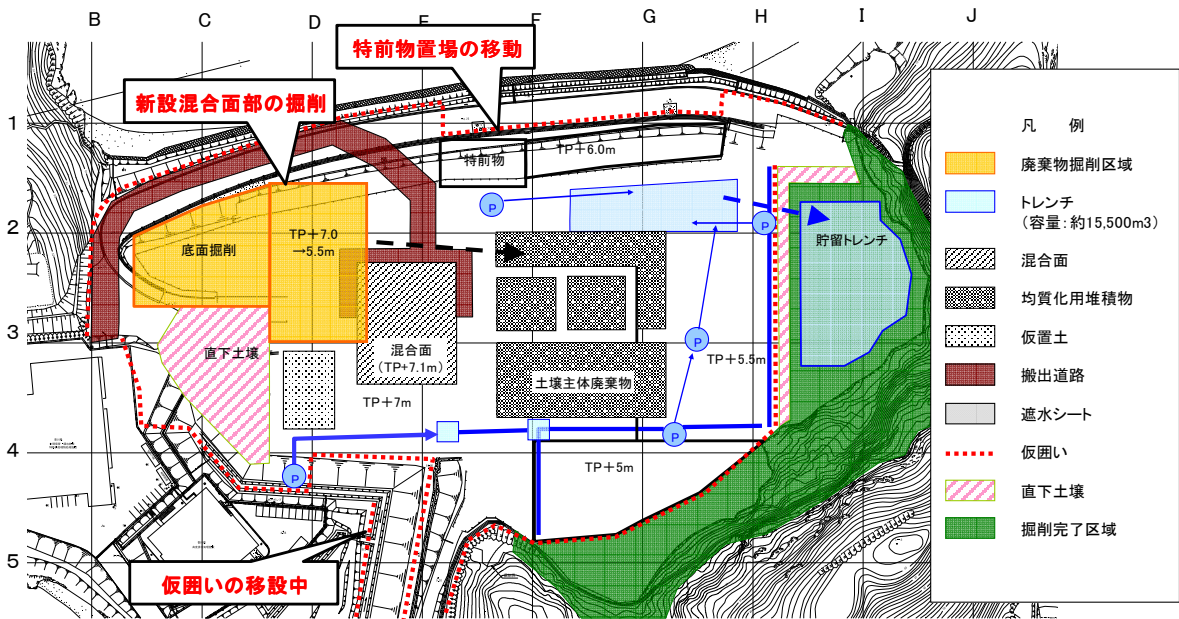 B C D E F G H I J
特前物置場の移動
新設混合面部の掘削
1
特前物
TP+6.0m
P
2
TP+7.0
→5.5m
底面掘削
P
貯留トレンチ
3
直下土壌
混合面
(TP+7.1m)
P
TP+5.5m
土壌主体廃棄物
TP+7m
P
4
P
TP+5m
5
仮囲いの移設中
凡 例
廃棄物掘削区域
トレンチ
(容量:約15,500m3)
混合面
均質化用堆積物
仮置土
搬出道路
遮水シート
仮囲い
直下土壌
掘削完了区域